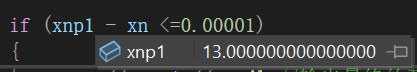 if (xnp1 - xn <=0.00001)
{
xnp1 13.000000000000000